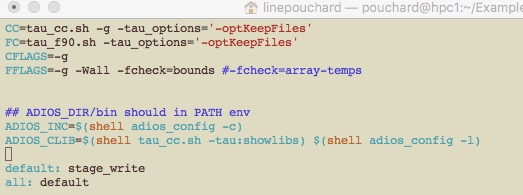 linepouchard — pouchard@hpc1:~/Example
CC=tau_cc.sh -g -tau_options='-optKeepFiles'
FC=tau_f90.sh -g -tau_options='-optKeepFiles'
CFLAGS=-g
FFLAGS=-g -Wall -fcheck=bounds #-fcheck=array-temps
## ADIOS_DIR/bin should in PATH env
ADIOS_INC=$(shell adios_config -c)
ADIOS_CLIB=$(shell tau_cc.sh -tau:showlibs) $(shell adios_config -l)
default: stage_write
all: default